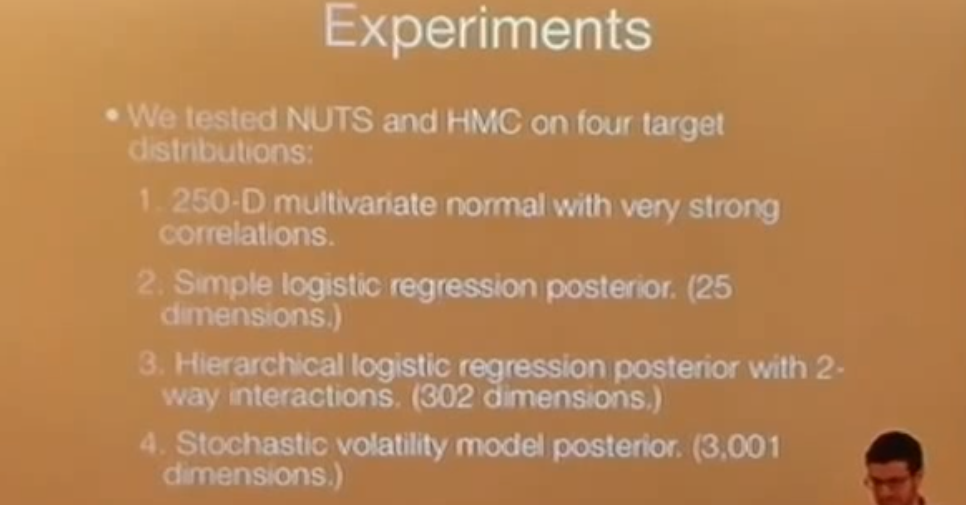 Experiments
• We tested NUTS and HMC on four target
distributions:
1. 250-D multivariate normal with very strong
correlations.
2. Simple logistic regression posterior. (25
dimensions.)
3. Hierarchical logistic regression posterior with 2-
way interactions. (302 dimensions.)
4. Stochastic volatility model posterior. (3,001
dimensions.)